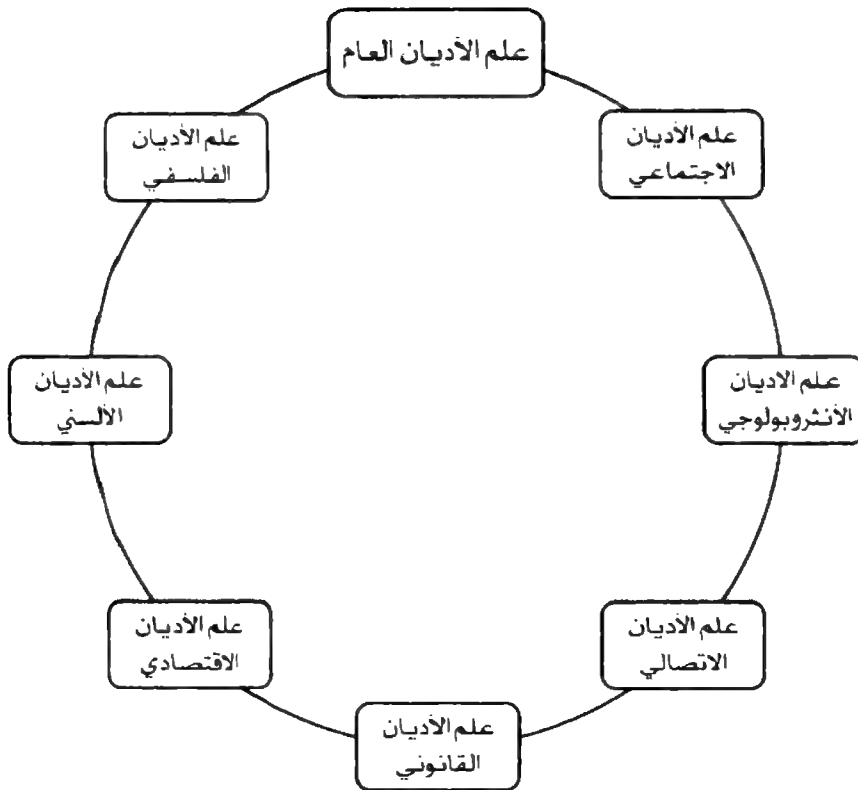 علم الأديان العام
علم الأديان
الاجتماعي
علم الاديان
الأنثروبولوجي
علم الأديان
الاتصالي
علم الأديان
القانوني
علم الأديان
الاقتصادي
علم الأديان
الألسني
علم الأديان
الفلسفي